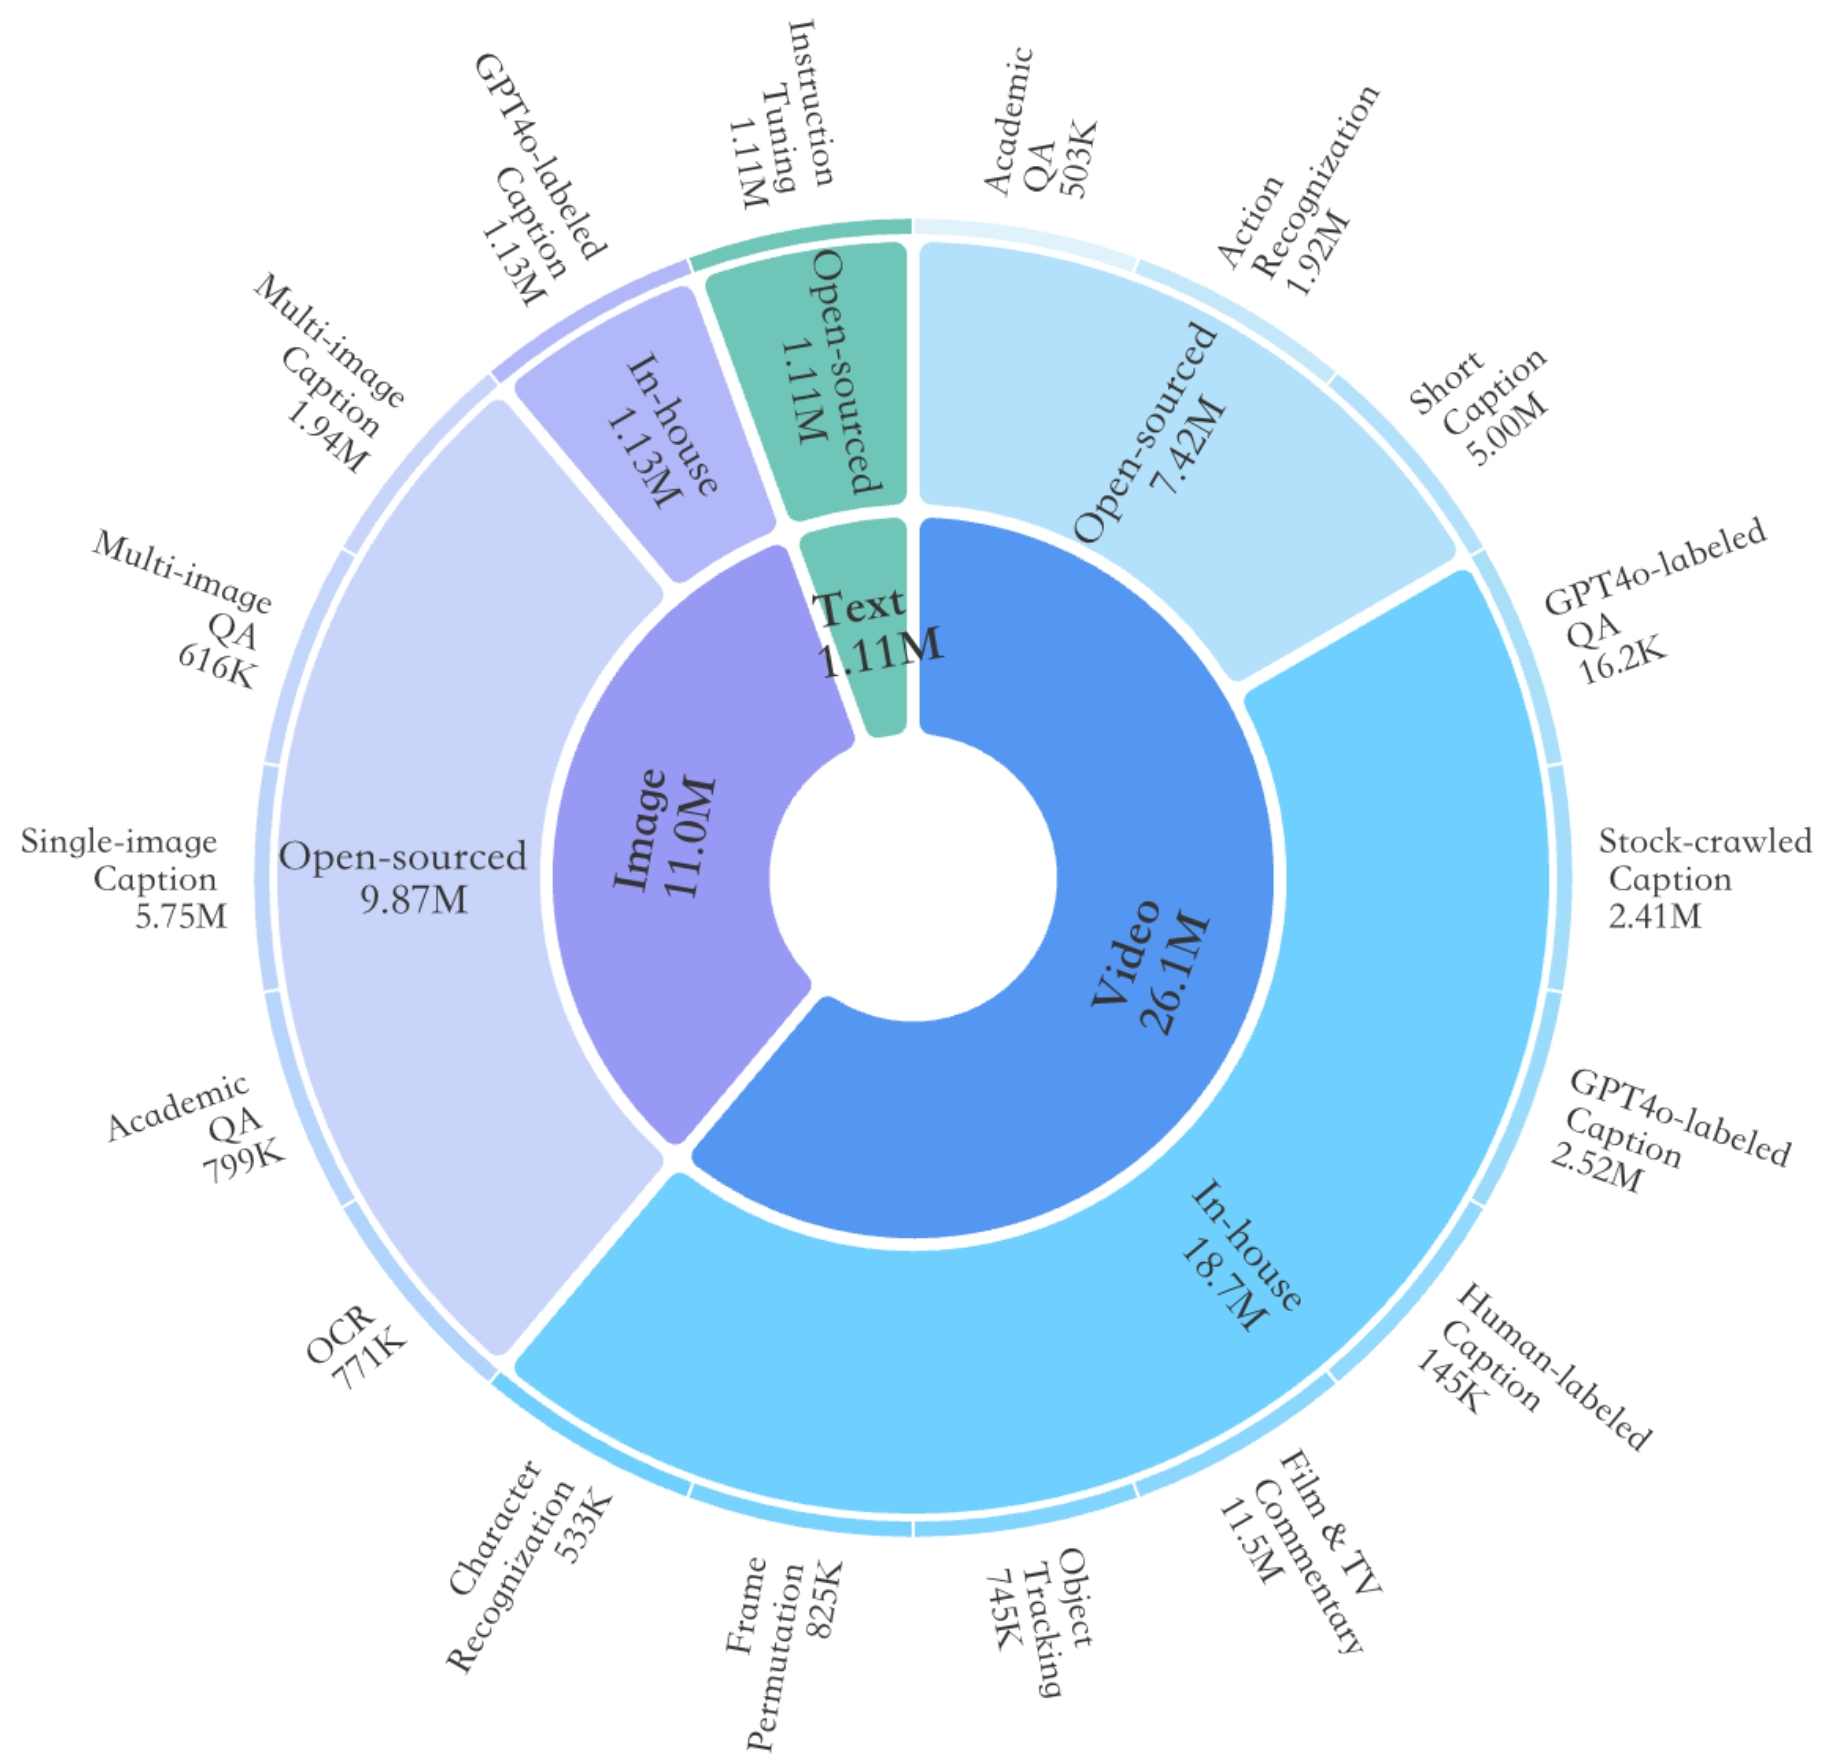 Text
1.11M
Video
26.1M
Image
11.0M
Open-sourced
1.11M
Open-sourced
7.42M
In-house
18.7M
Open-sourced
9.87M
In-house
1.13M
Academic
QA
503K
Action
Recognization
1.92M
Short
Caption
5.00M
GPT4o-labeled
QA
16.2K
Stock-crawled
Caption
2.41M
GPT4o-labeled
Caption
2.52M
Human-labeled
Caption
145K
Film & TV
Commentary
11.5M
Object
Tracking
745K
Frame
Permutation
825K
Character
Recognization
533K
OCR
771K
Academic
QA
799K
Single-image
Caption
5.75M
Multi-image
QA
616K
Multi-image
Caption
1.94M
GPT4o-labeled
Caption
1.13M
Instruction
Tuning
1.11M